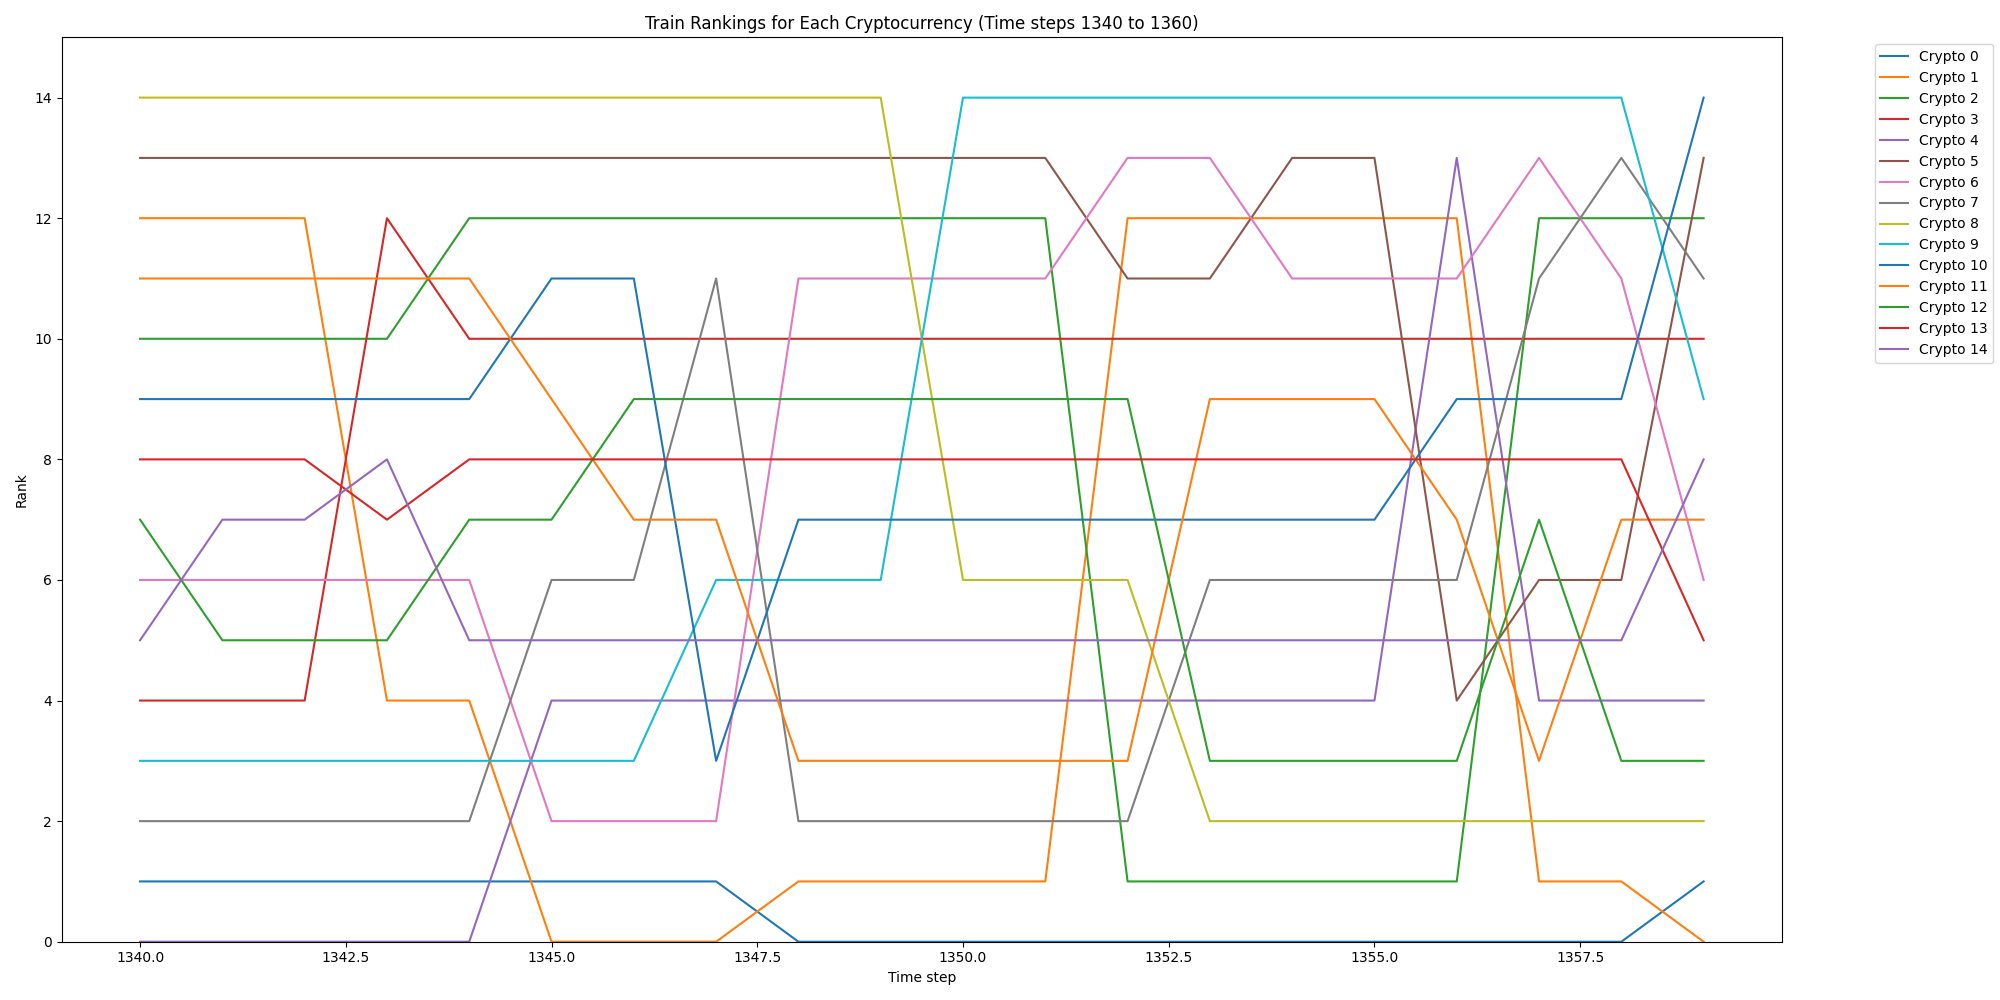 Train Rankings for Each Cryptocurrency (Time steps 1340 to 1360)
Rank
14
12
10
8
6
4
2
0
1340.0 1342.5 1345.0 1347.5 1350.0 1352.5 1355.0 1357.5
Time step
Crypto 0
Crypto 1
Crypto 2
Crypto 3
Crypto 4
Crypto 5
Crypto 6
Crypto 7
Crypto 8
Crypto 9
Crypto 10
Crypto 11
Crypto 12
Crypto 13
Crypto 14